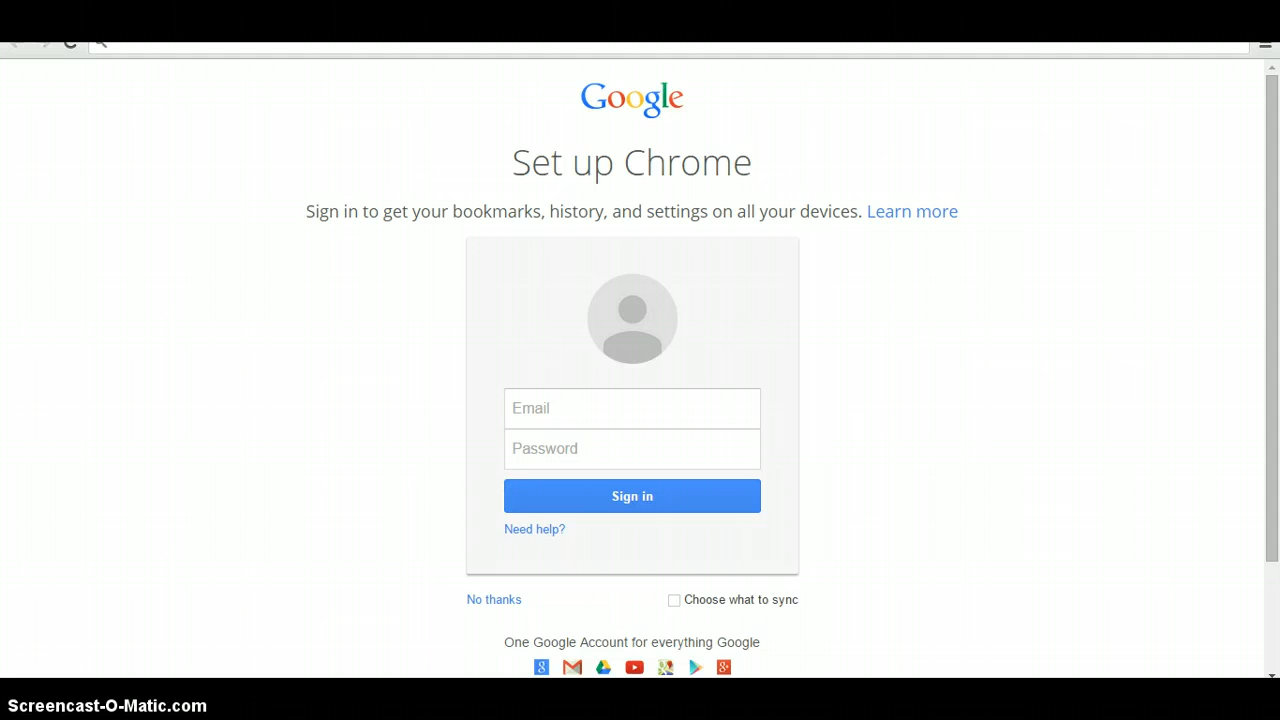 Google
Set up Chrome
Sign in to get your bookmarks, history, and settings on all your devices. Learn more
Email
Password
Sign in
Need help?
No thanks
Choose what to sync
One Google Account for everything Google
Screencast-O-Matic.com